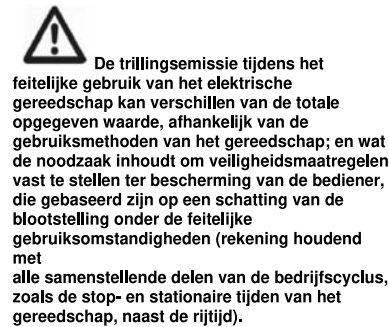 De trillingsemissie tijdens het
feitelijke gebruik van het elektrische
gereedschap kan verschillen van de totale
opgegeven waarde, afhankelijk van de
gebruiksmethoden van het gereedschap; en wat
de noodzaak inhoudt om veiligheidsmaatregelen
vast te stellen ter bescherming van de bediener,
die gebaseerd zijn op een schatting van de
blootstelling onder de feitelijke
gebruiksomstandigheden (rekening houdend
met
alle samenstellende delen van de bedrijfscyclus,
zoals de stop- en stationaire tijden van het
gereedschap, naast de rijtijd).